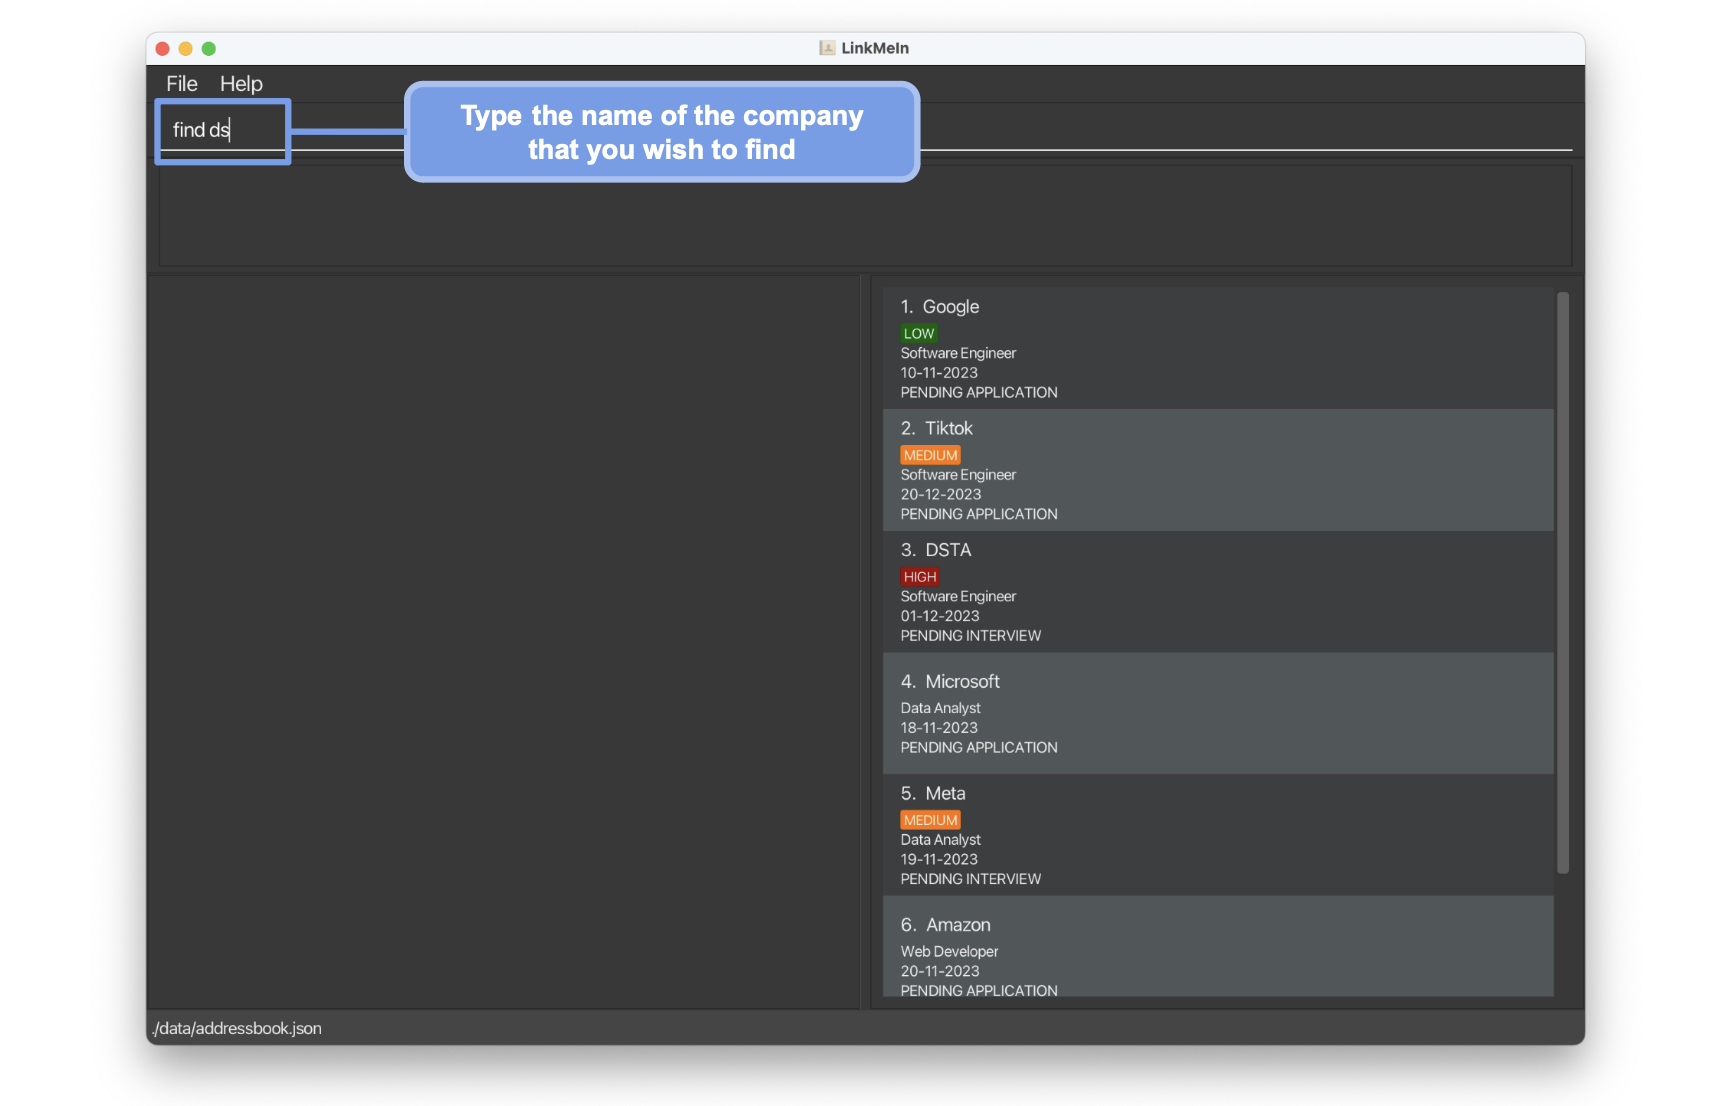 LinkMeIn
File Help
find ds
Type the name of the company
that you wish to find
1. Google
LOW
Software Engineer
10-11-2023
PENDING APPLICATION
2. Tiktok
MEDIUM
Software Engineer
20-12-2023
PENDING APPLICATION
3. DSTA
HIGH
Software Engineer
01-12-2023
PENDING INTERVIEW
4. Microsoft
Data Analyst
18-11-2023
PENDING APPLICATION
5. Meta
MEDIUM
Data Analyst
19-11-2023
PENDING INTERVIEW
6. Amazon
Web Developer
20-11-2023
PENDING APPLICATION
./data/addressbook.json